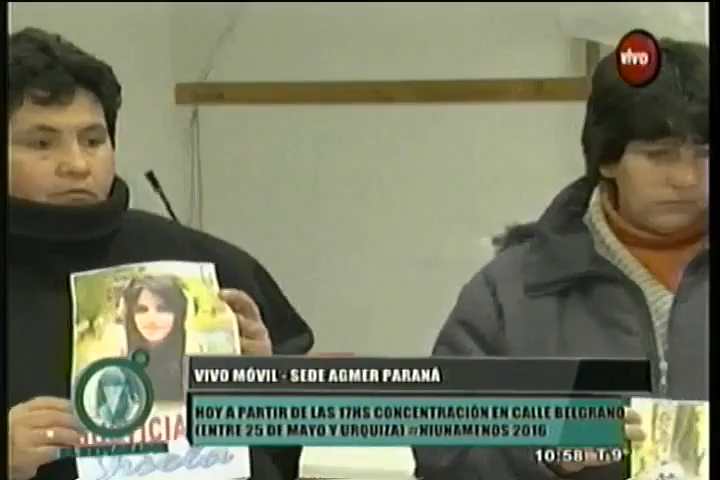 vivo
VIVO MÓVIL - SEDE AGMER PARANÁ
HOY A PARTIR DE LAS 17HS CONCENTRACIÓN EN CALLE BELGRANO
(ENTRE 25 DE MAYO Y URQUIZA) #NIUNAMENOS 2016
10:58 T:9°